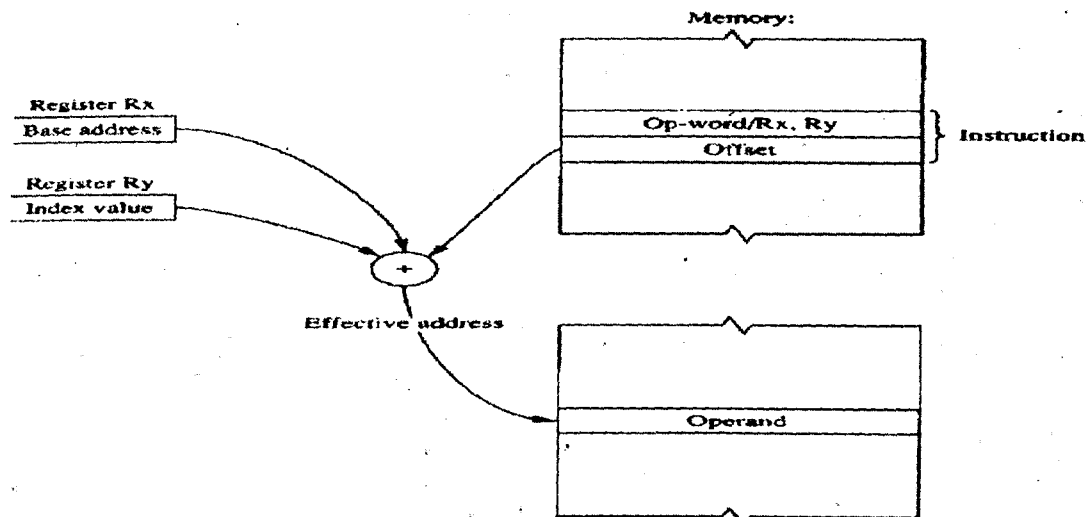 Memory:
Register Rx
Base address
Op-word/Rx, Ry
Offset
Instruction
Register Ry
Index value
+
Effective address
Operand